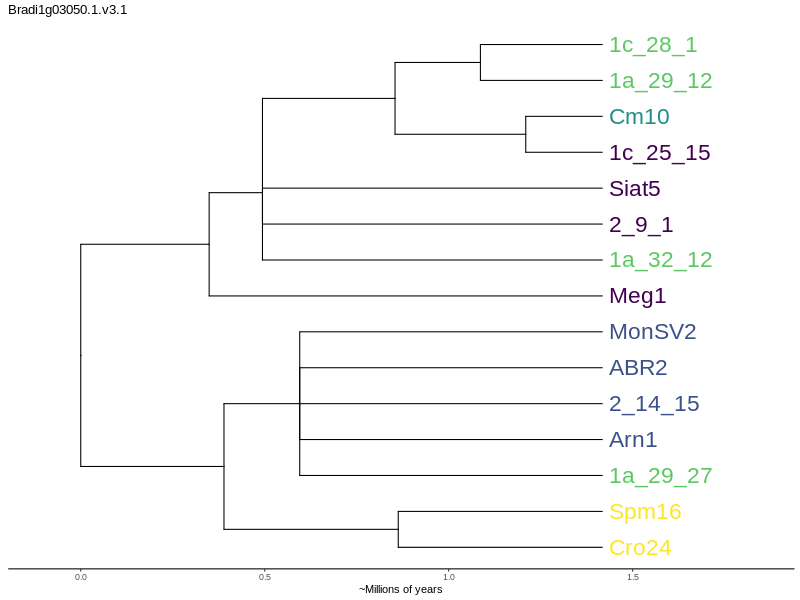 Bradi1g03050.1.v3.1
1c_28_1
1a_29_12
Cm10
1c_25_15
Siat5
2_9_1
1a_32_12
Meg1
MonSV2
ABR2
2_14_15
Arn1
1a_29_27
Spm16
Cro24
0.0 0.5 1.0 1.5
~Millions of years